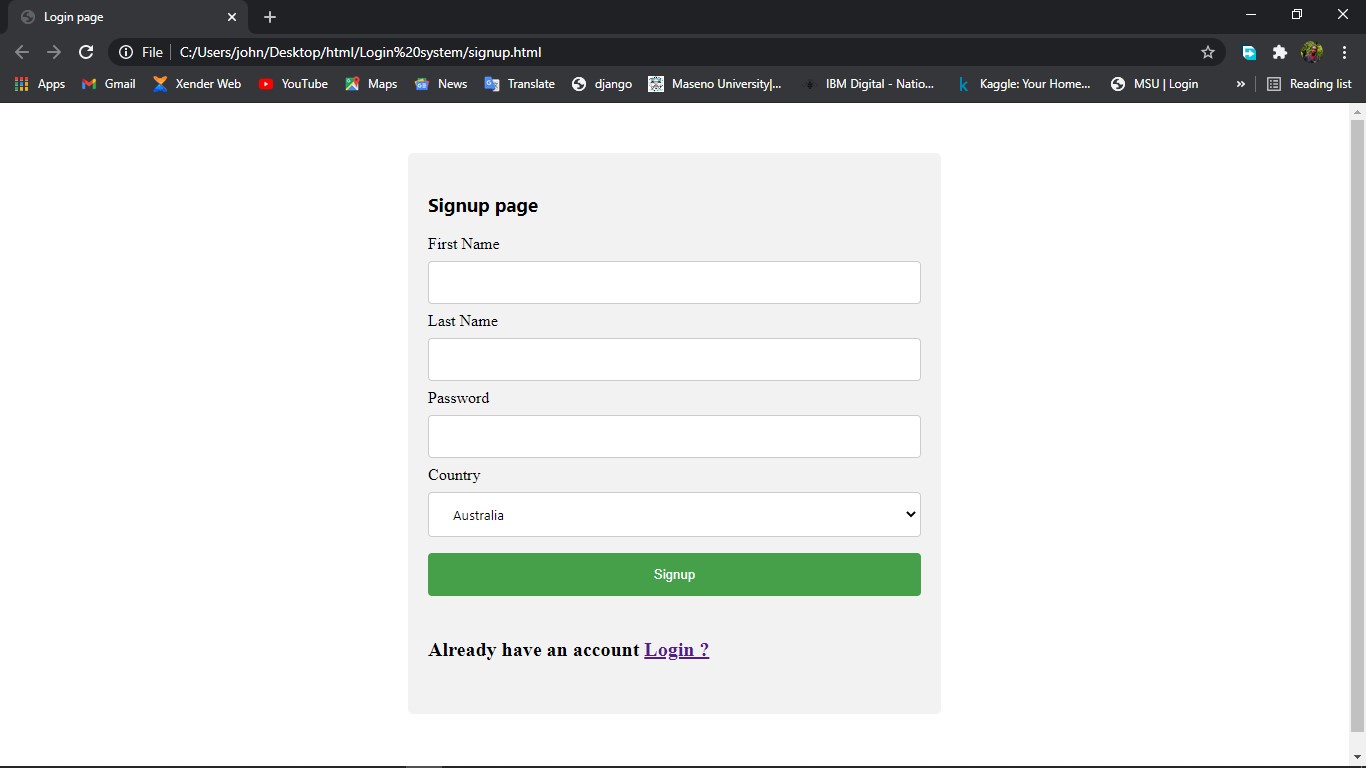 Login page
File C:/Users/john/Desktop/html/Login%20system/signup.html
Apps Gmail Xender Web YouTube Maps News Translate django Maseno University|... IBM Digital - Natio... Kaggle: Your Home... MSU | Login » Reading list
Signup page
First Name
Last Name
Password
Country
Australia
Signup
Already have an account Login ?